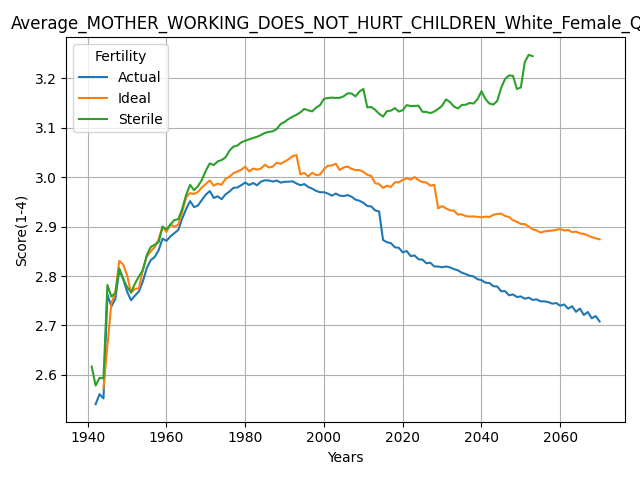 Average_MOTHER_WORKING_DOES_NOT_HURT_CHILDREN_White_Female_Q
Fertility
Actual
Ideal
Sterile
Score(1-4)
3.2
3.1
3.0
2.9
2.8
2.7
2.6
1940 1960 1980 2000 2020 2040 2060
Years